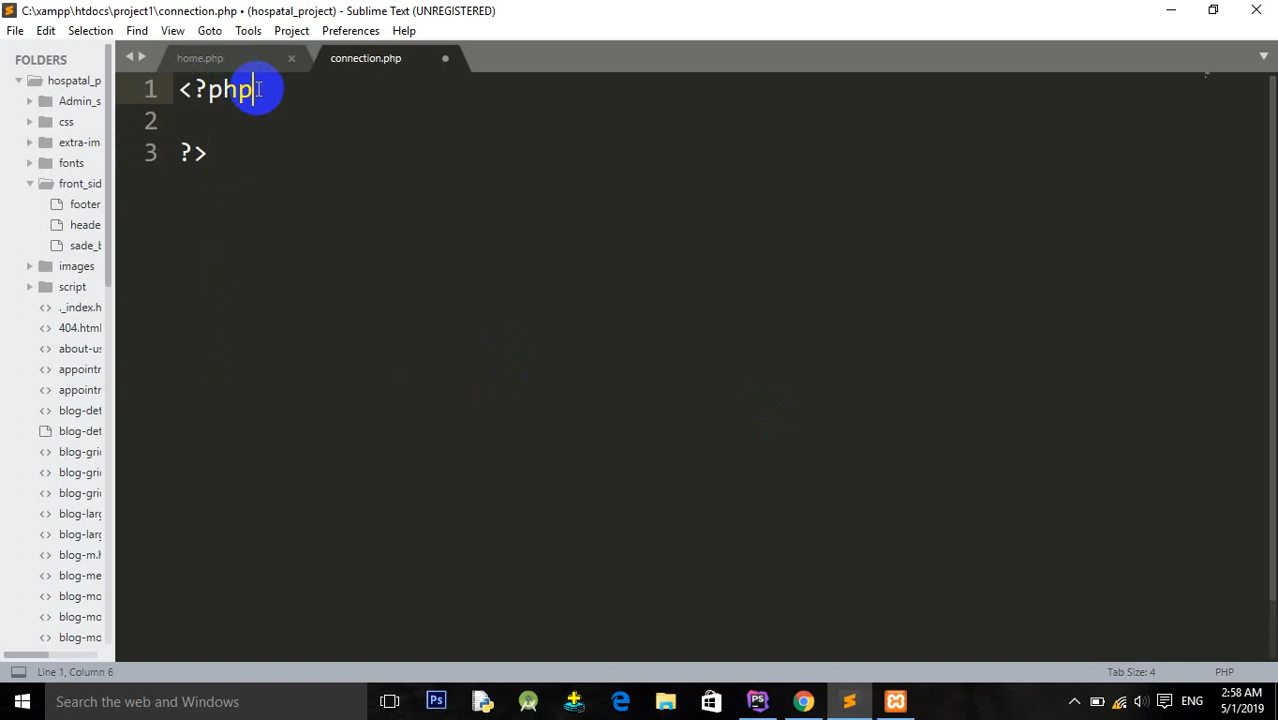 C:\xampp\htdocs\project1\connection.php • (hospatal_project) - Sublime Text (UNREGISTERED)
File Edit Selection Find View Goto Tools Project Preferences Help
FOLDERS
home.php
connection.php
hospatal_p
Admin_s
css
extra-im
fonts
front_sid
footer
heade
sade_b
images
script
._index.h
404.html
about-us
appointr
appointr
blog-det
blog-det
blog-gri
blog-gri
blog-gri
blog-larg
blog-larg
blog-m.h
blog-me
blog-mo
blog-mo
blog-mo
1 <?php
2
3 ?>
Line 1, Column 6
Tab Size: 4
PHP
Search the web and Windows
ENG
2:58 AM
5/1/2019